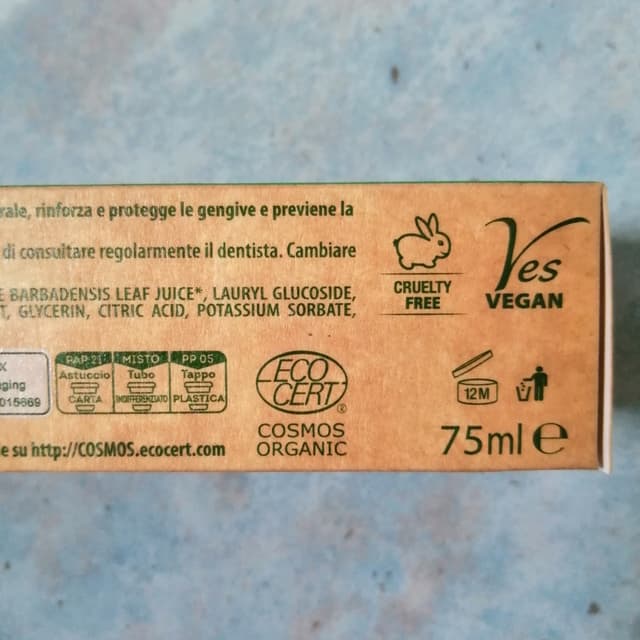 rale, rinforza e protegge le gengive e previene la
di consultare regolarmente il dentista. Cambiare
E BARBADENSIS LEAF JUICE*, LAURYL GLUCOSIDE,
T, GLYCERIN, CITRIC ACID, POTASSIUM SORBATE,
CRUELTY
FREE
Yes
VEGAN
X
aging
015669
PAP 21
Astuccio
CARTA
MISTO
Tubo
INDIFFERENZIATO
PP 05
Tappo
PLASTICA
ECO
CERT®
COSMOS
ORGANIC
12M
e su http://COSMOS.ecocert.com
75ml ℮